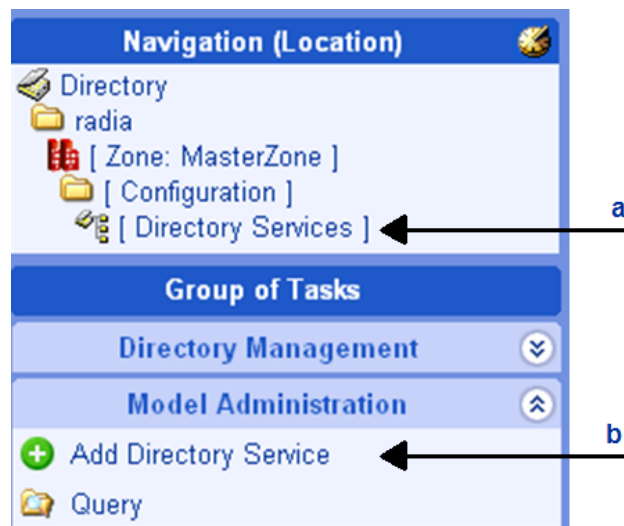 Navigation (Location)
Directory
radia
[ Zone: MasterZone ]
[ Configuration ]
[ Directory Services ]
a
Group of Tasks
Directory Management
Model Administration
Add Directory Service
b
Query